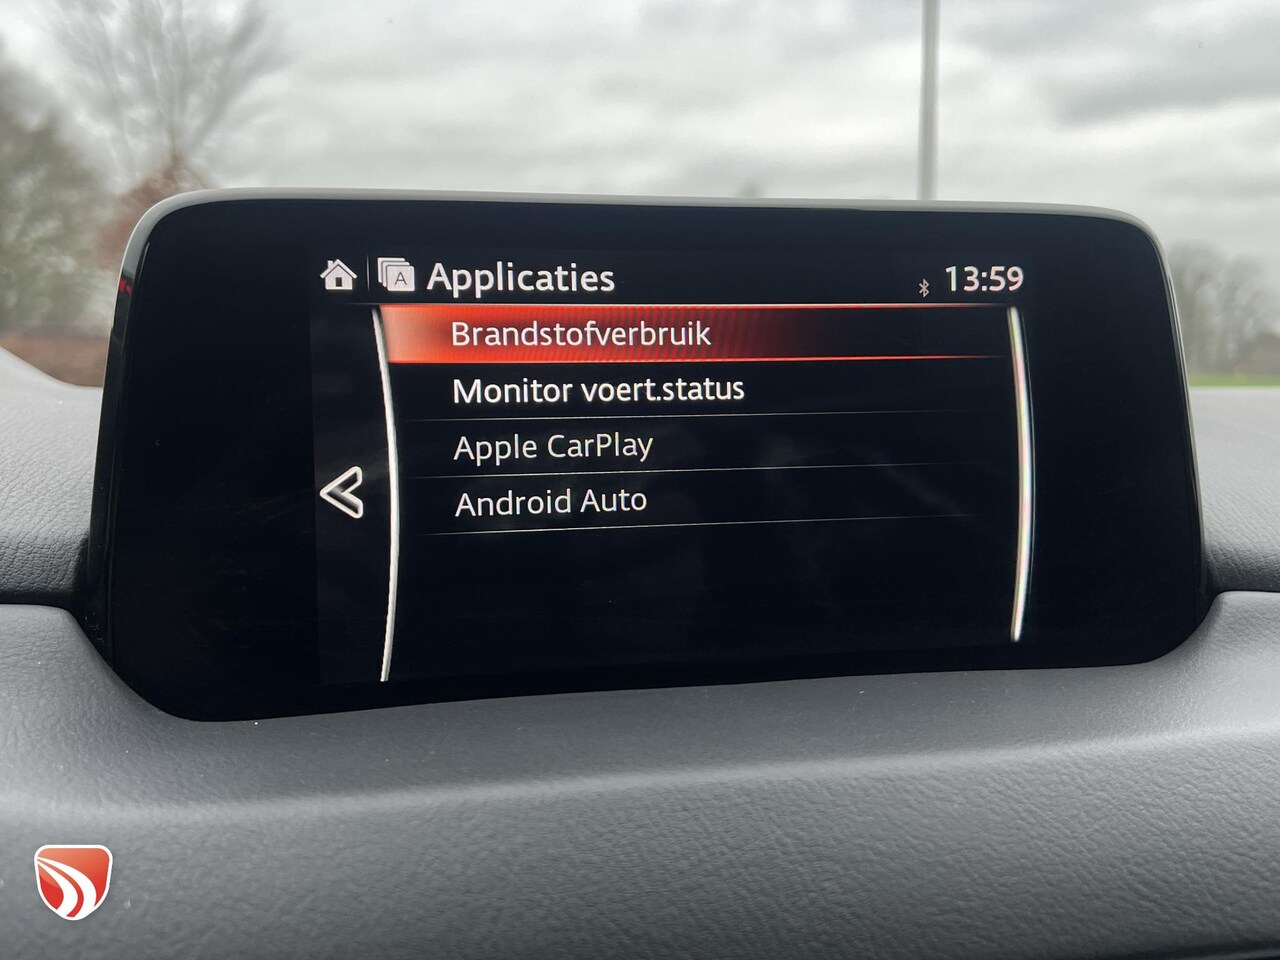 A Applicaties 13:59
Brandstofverbruik
Monitor voert.status
Apple CarPlay
Android Auto